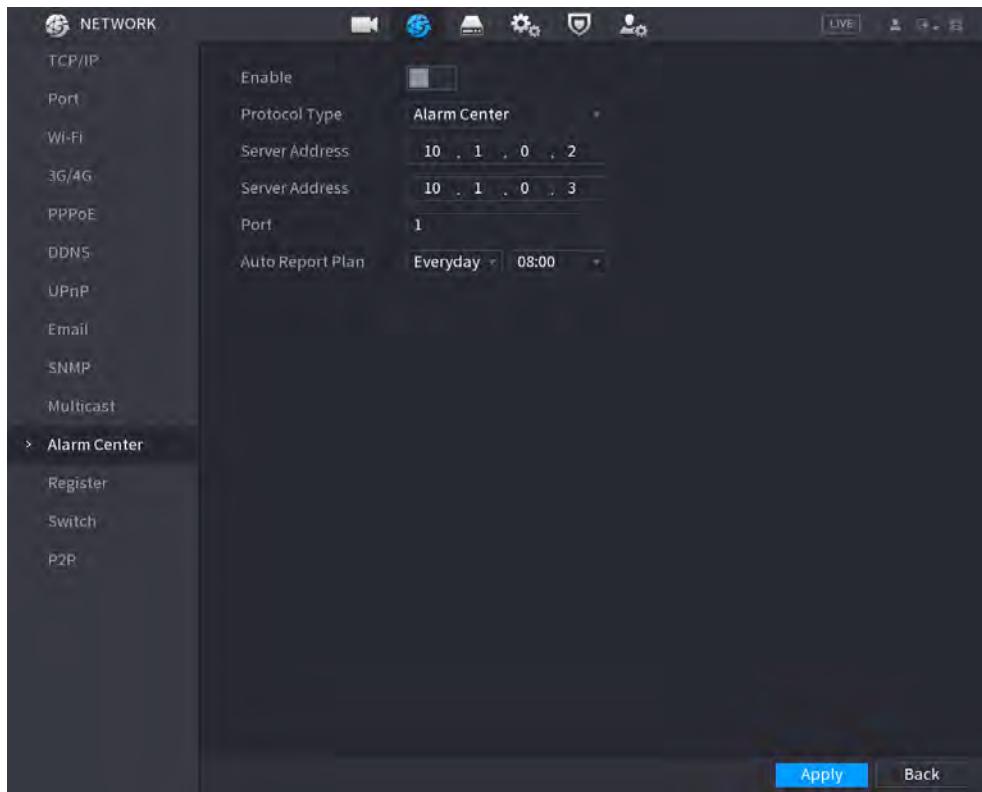 NETWORK
LIVE
TCP/IP
Port
Wi-Fi
3G/4G
PPPoE
DDNS
UPnP
Email
SNMP
Multicast
Alarm Center
Register
Switch
P2P
Enable
Protocol Type Alarm Center
Server Address 10 . 1 . 0 . 2
Server Address 10 . 1 . 0 . 3
Port 1
Auto Report Plan Everyday 08:00
Apply Back